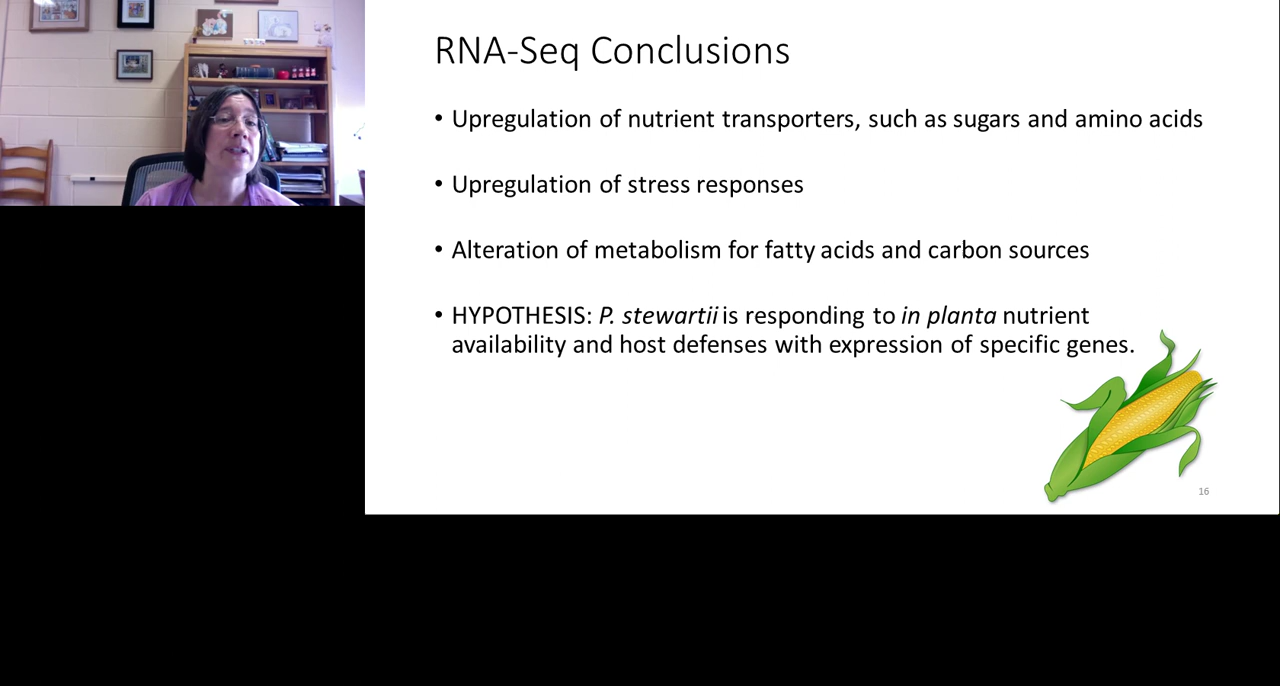 RNA-Seq Conclusions
• Upregulation of nutrient transporters, such as sugars and amino acids
• Upregulation of stress responses
• Alteration of metabolism for fatty acids and carbon sources
• HYPOTHESIS: P. stewartii is responding to in planta nutrient
availability and host defenses with expression of specific genes.
16